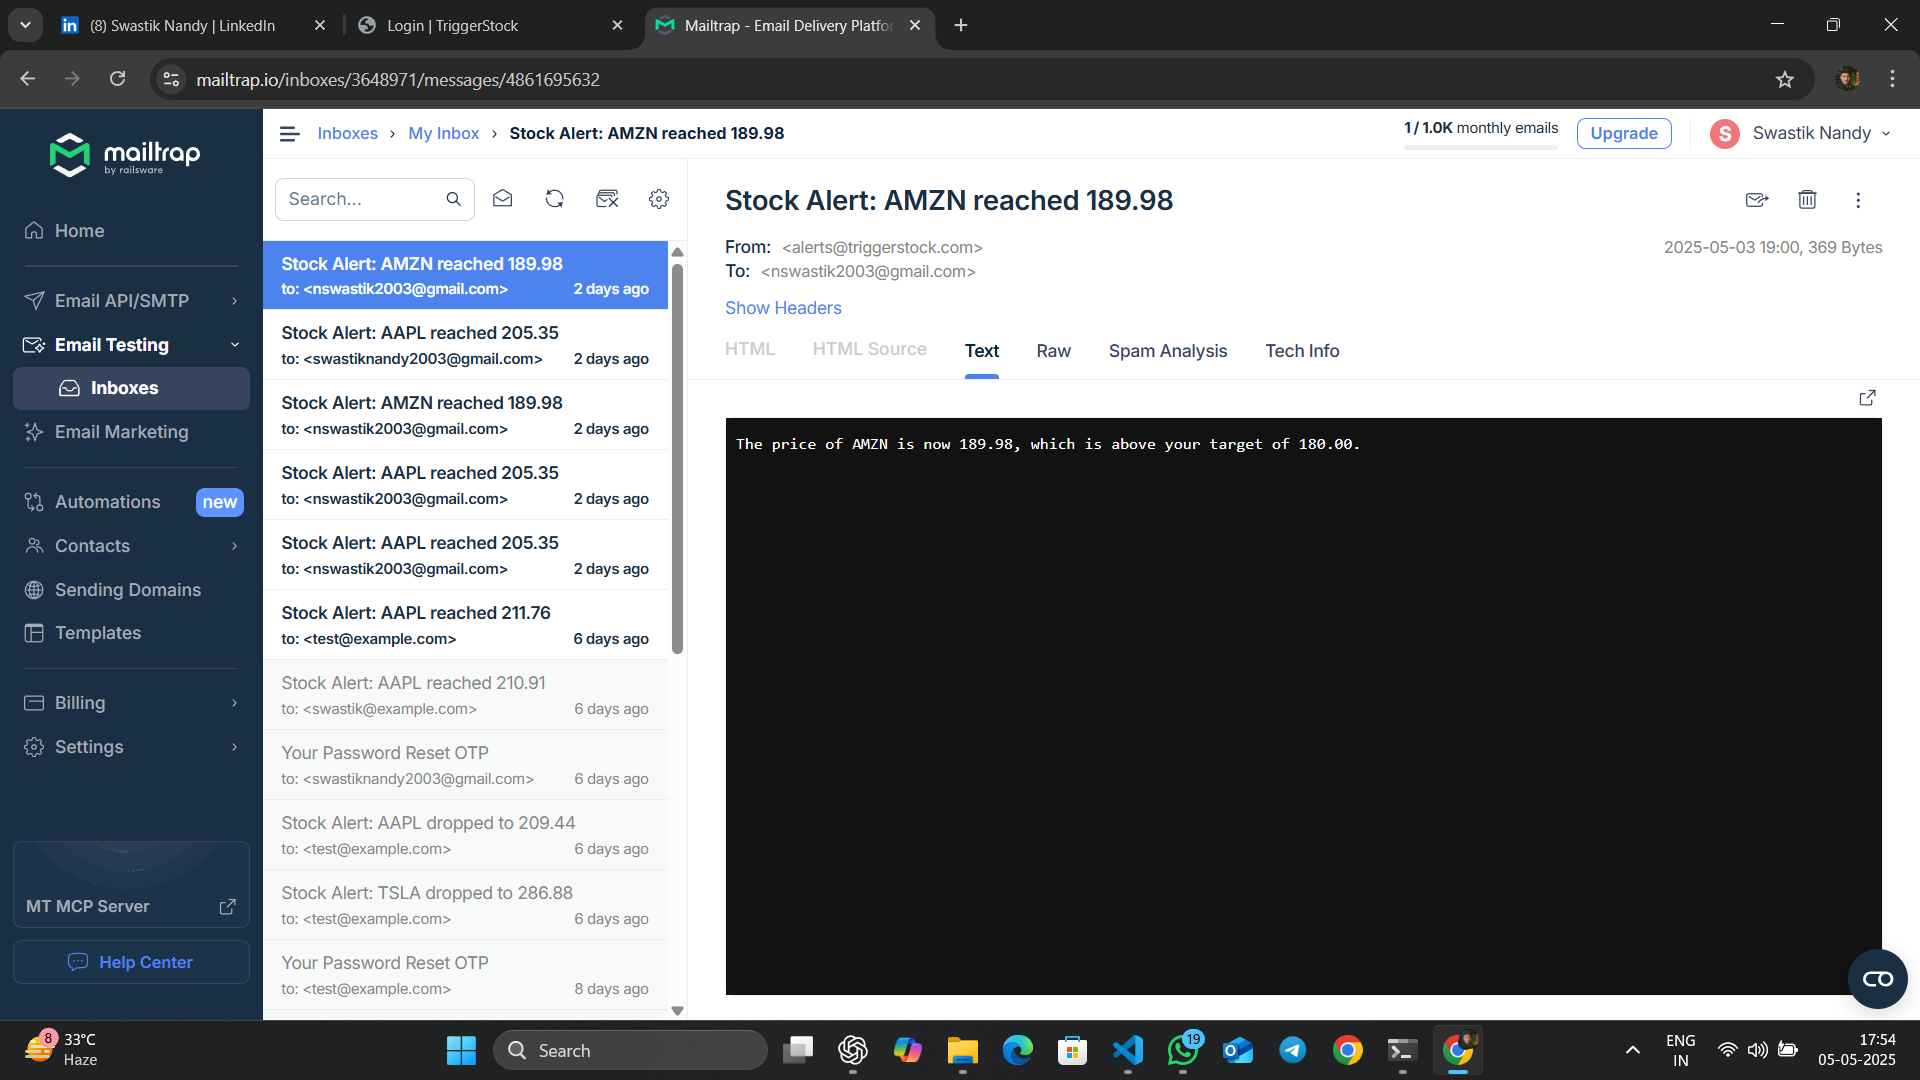 (8) Swastik Nandy | LinkedIn
Login | TriggerStock
Mailtrap - Email Delivery Platfo
mailtrap.io/inboxes/3648971/messages/4861695632
mailtrap
by railsware
Home
Email API/SMTP
Email Testing
Inboxes
Email Marketing
Automations new
Contacts
Sending Domains
Templates
Billing
Settings
MT MCP Server
Help Center
Inboxes › My Inbox › Stock Alert: AMZN reached 189.98
1 / 1.0K monthly emails
Upgrade
S Swastik Nandy
Search...
Stock Alert: AMZN reached 189.98
to: <nswastik2003@gmail.com> 2 days ago
Stock Alert: AAPL reached 205.35
to: <swastiknandy2003@gmail.com> 2 days ago
Stock Alert: AMZN reached 189.98
to: <nswastik2003@gmail.com> 2 days ago
Stock Alert: AAPL reached 205.35
to: <nswastik2003@gmail.com> 2 days ago
Stock Alert: AAPL reached 205.35
to: <nswastik2003@gmail.com> 2 days ago
Stock Alert: AAPL reached 211.76
to: <test@example.com> 6 days ago
Stock Alert: AAPL reached 210.91
to: <swastik@example.com> 6 days ago
Your Password Reset OTP
to: <swastiknandy2003@gmail.com> 6 days ago
Stock Alert: AAPL dropped to 209.44
to: <test@example.com> 6 days ago
Stock Alert: TSLA dropped to 286.88
to: <test@example.com> 6 days ago
Your Password Reset OTP
to: <test@example.com> 8 days ago
Stock Alert: AMZN reached 189.98
From: <alerts@triggerstock.com>
2025-05-03 19:00, 369 Bytes
To: <nswastik2003@gmail.com>
Show Headers
HTML HTML Source Text Raw Spam Analysis Tech Info
The price of AMZN is now 189.98, which is above your target of 180.00.
8
33°C
Haze
Search
19
ENG
IN
17:54
05-05-2025